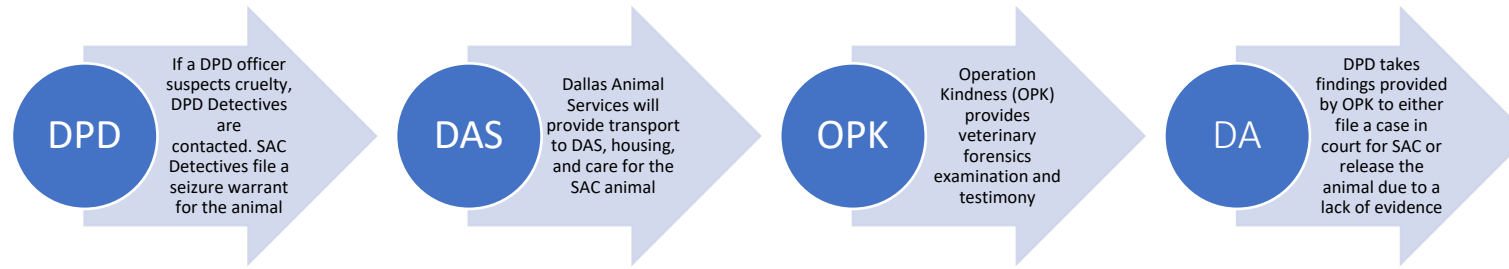 DPD
If a DPD officer
suspects cruelty,
DPD Detectives
are
contacted. SAC
Detectives file a
seizure warrant
for the animal
DAS
Dallas Animal
Services will
provide transport
to DAS, housing,
and care for the
SAC animal
OPK
Operation
Kindness (OPK)
provides
veterinary
forensics
examination and
testimony
DA
DPD takes
findings provided
by OPK to either
file a case in
court for SAC or
release the
animal due to a
lack of evidence